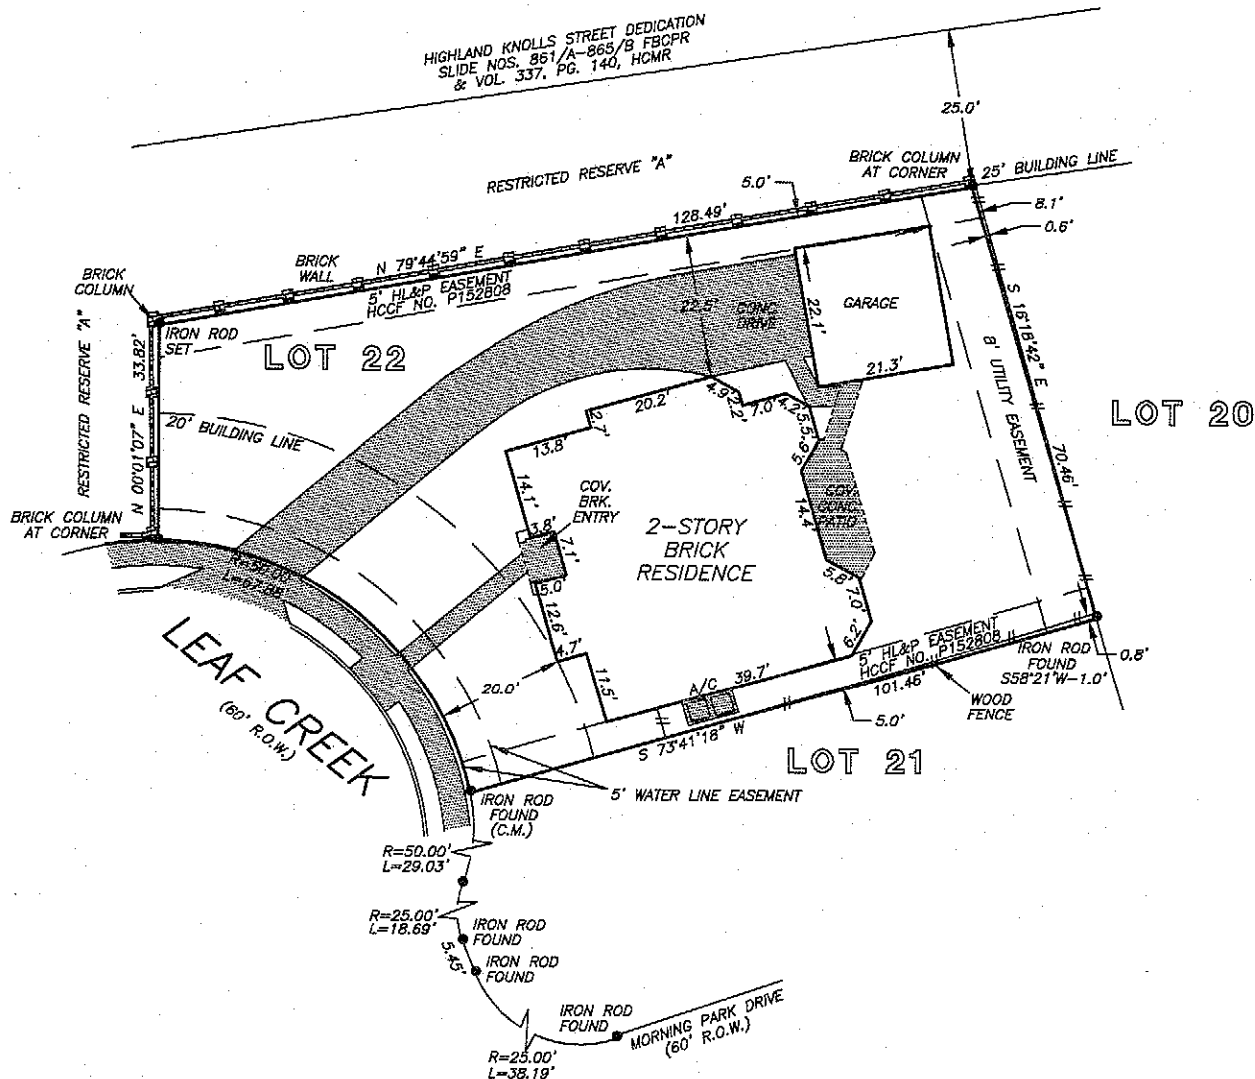 HIGHLAND KNOLLS STREET DEDICATION
SLIDE NOS. 861/A-865/B FBCPR
& VOL. 337, PG. 140, HCMR
25.0'
RESTRICTED RESERVE "A"
BRICK COLUMN
AT CORNER
25' BUILDING LINE
5.0'
128.49'
8.1'
0.6'
BRICK
COLUMN
BRICK
WALL
N 79°44'59" E
5' HL&P EASEMENT
HCCF NO. P152808
IRON ROD
SET
LOT 22
22.5'
CONC.
DRIVE
22.1'
GARAGE
21.3'
S 16°18'42" E
70.46'
8' UTILITY EASEMENT
LOT 20
RESTRICTED RESERVE "A"
N 00°01'07" E 33.82'
20' BUILDING LINE
BRICK COLUMN
AT CORNER
20.2'
2.7'
13.8'
14.1'
4.9'
2.2'
7.0'
4.2'
5.5'
5.6'
14.4'
COV.
CONC.
PATIO
COV.
BRK.
ENTRY
3.8'
7.1'
5.0'
12.6'
4.7'
11.5'
2-STORY
BRICK
RESIDENCE
5.8'
7.0'
6.2'
R=50.00'
LEAF CREEK
(60' R.O.W.)
20.0'
A/C
39.7'
5' HL&P EASEMENT
HCCF NO. P152808
101.46'
S 73°41'18" W
5.0'
WOOD
FENCE
IRON ROD
FOUND
S58°21'W-1.0'
0.8'
LOT 21
5' WATER LINE EASEMENT
IRON ROD
FOUND
(C.M.)
R=50.00'
L=29.03'
R=25.00'
L=18.69'
IRON ROD
FOUND
5.45'
IRON ROD
FOUND
IRON ROD
FOUND
MORNING PARK DRIVE
(60' R.O.W.)
R=25.00'
L=38.19'